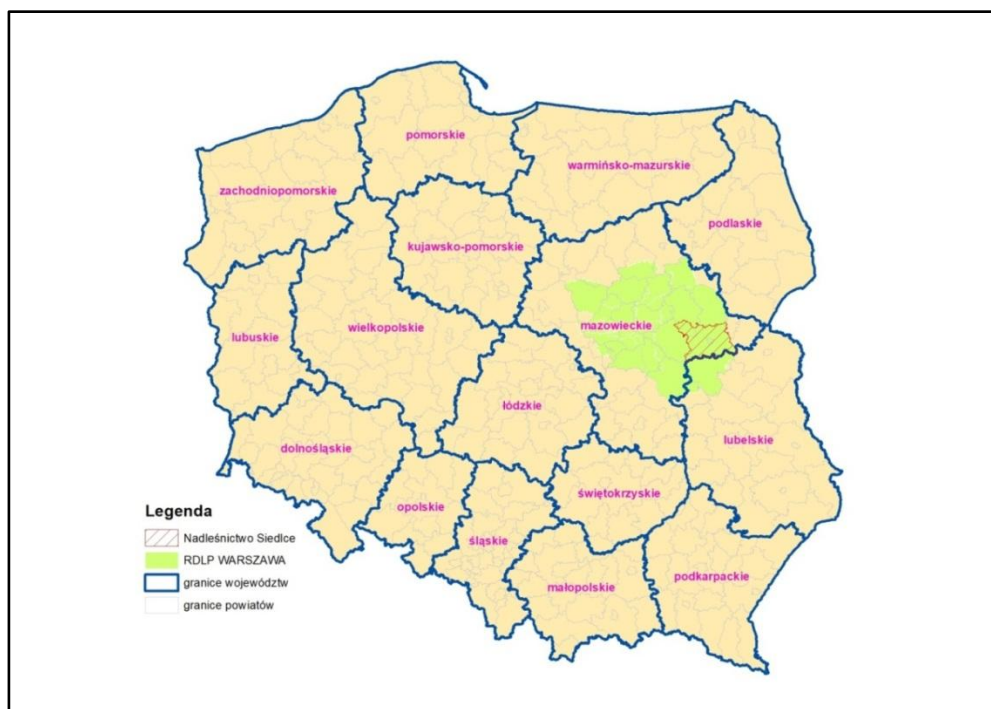 pomorskie
warmińsko-mazurskie
zachodniopomorskie
podlaskie
kujawsko-pomorskie
mazowieckie
wielkopolskie
lubuskie
łódzkie
lubelskie
dolnośląskie
świętokrzyskie
opolskie
śląskie
podkarpackie
małopolskie
Legenda
Nadleśnictwo Siedlce
RDLP WARSZAWA
granice województw
granice powiatów